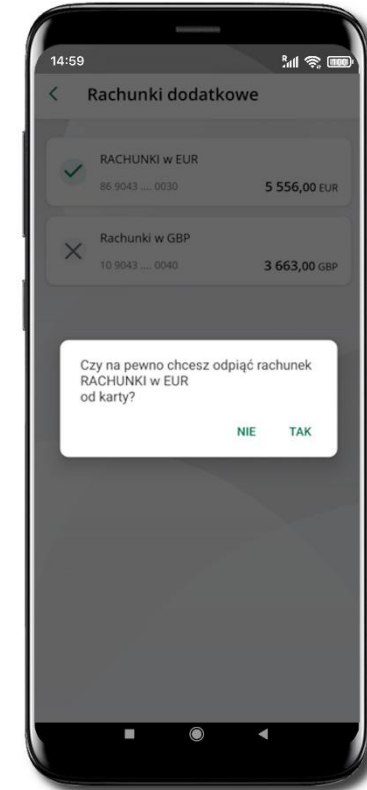 14:59
R
100
Rachunki dodatkowe
RACHUNKI w EUR
86 9043 .... 0030 5 556,00 EUR
Rachunki w GBP
10 9043 .... 0040 3 663,00 GBP
Czy na pewno chcesz odpiąć rachunek
RACHUNKI w EUR
od karty?
NIE TAK